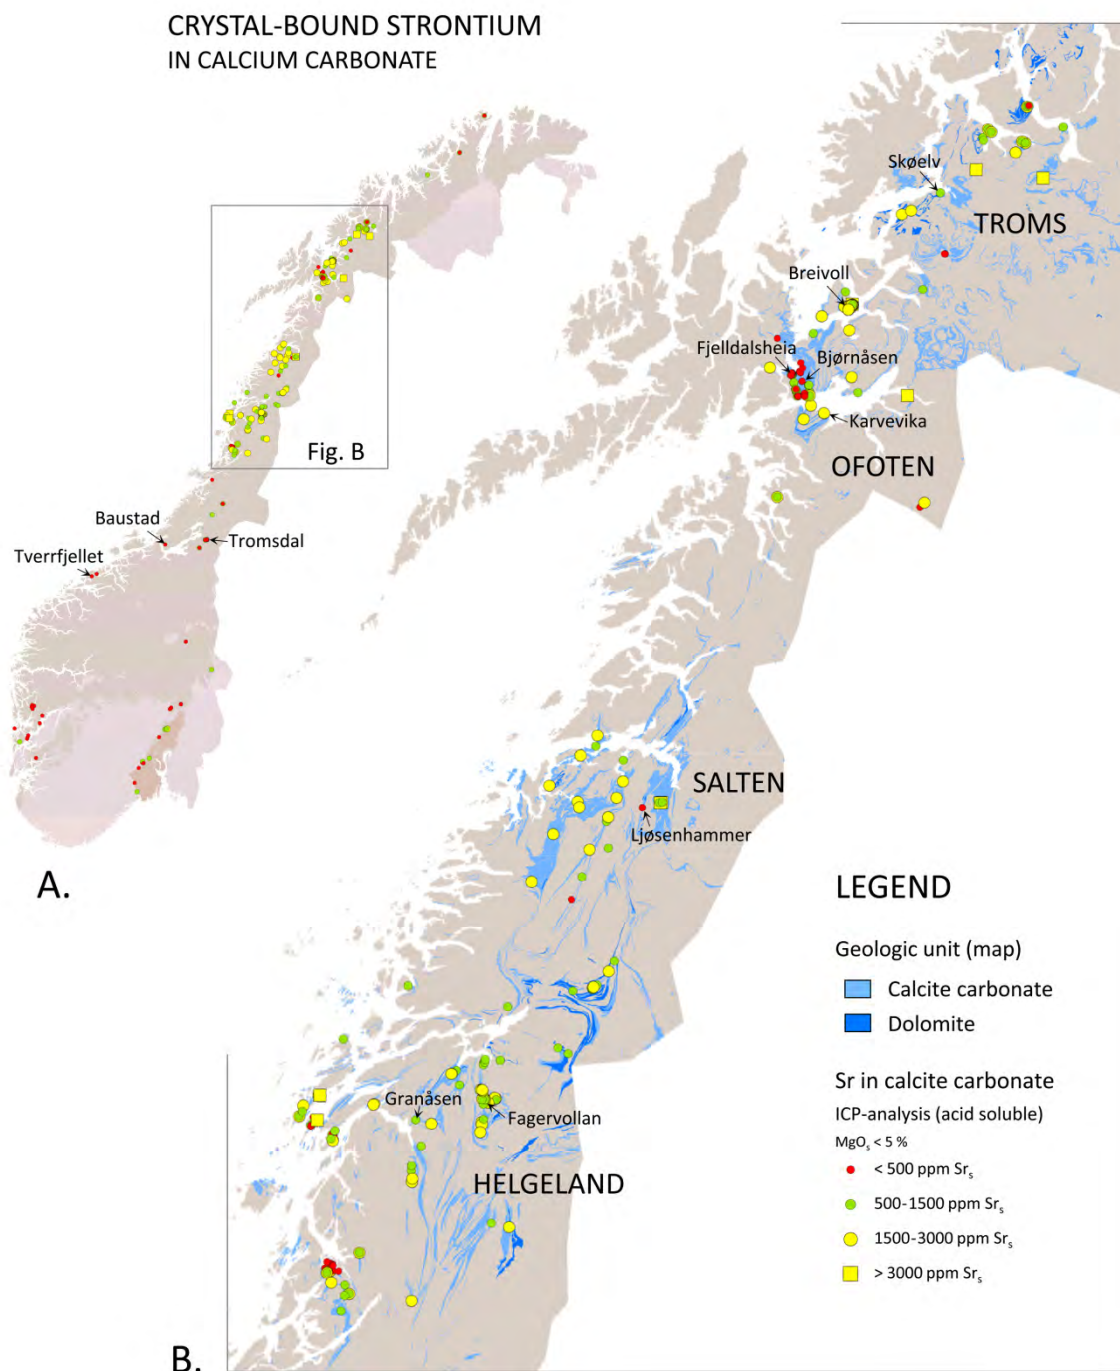 CRYSTAL-BOUND STRONTIUM
IN CALCIUM CARBONATE
Fig. B
Baustad
Tverrfjellet
Tromsdal
A.
Skøelv
TROMS
Breivoll
Fjelldalsheia
Bjørnåsen
Karvevika
OFOTEN
SALTEN
Ljøsenhammer
Granåsen
Fagervollan
HELGELAND
B.
LEGEND
Geologic unit (map)
Calcite carbonate
Dolomite
Sr in calcite carbonate
ICP-analysis (acid soluble)
MgOₛ < 5 %
< 500 ppm Srₛ
500-1500 ppm Srₛ
1500-3000 ppm Srₛ
> 3000 ppm Srₛ